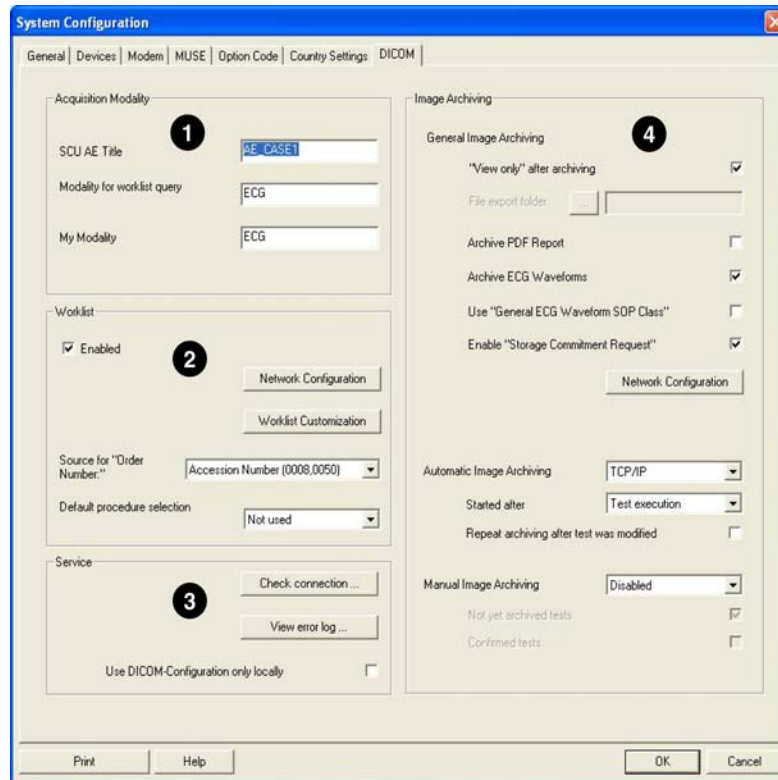 System Configuration
General | Devices | Modem | MUSE | Option Code | Country Settings | DICOM
Acquisition Modality
1
SCU AE Title
AE_CASE1
Modality for worklist query
ECG
My Modality
ECG
Worklist
Enabled
2
Network Configuration
Worklist Customization
Source for "Order
Number."
Accession Number (0008,0050)
Default procedure selection
Not used
Service
Check connection ...
3
View error log ...
Use DICOM-Configuration only locally
Image Archiving
General Image Archiving
4
"View only" after archiving
File export folder
...
Archive PDF Report
Archive ECG Waveforms
Use "General ECG Waveform SOP Class"
Enable "Storage Commitment Request"
Network Configuration
Automatic Image Archiving
TCP/IP
Started after
Test execution
Repeat archiving after test was modified
Manual Image Archiving
Disabled
Not yet archived tests
Confirmed tests
Print
Help
OK
Cancel